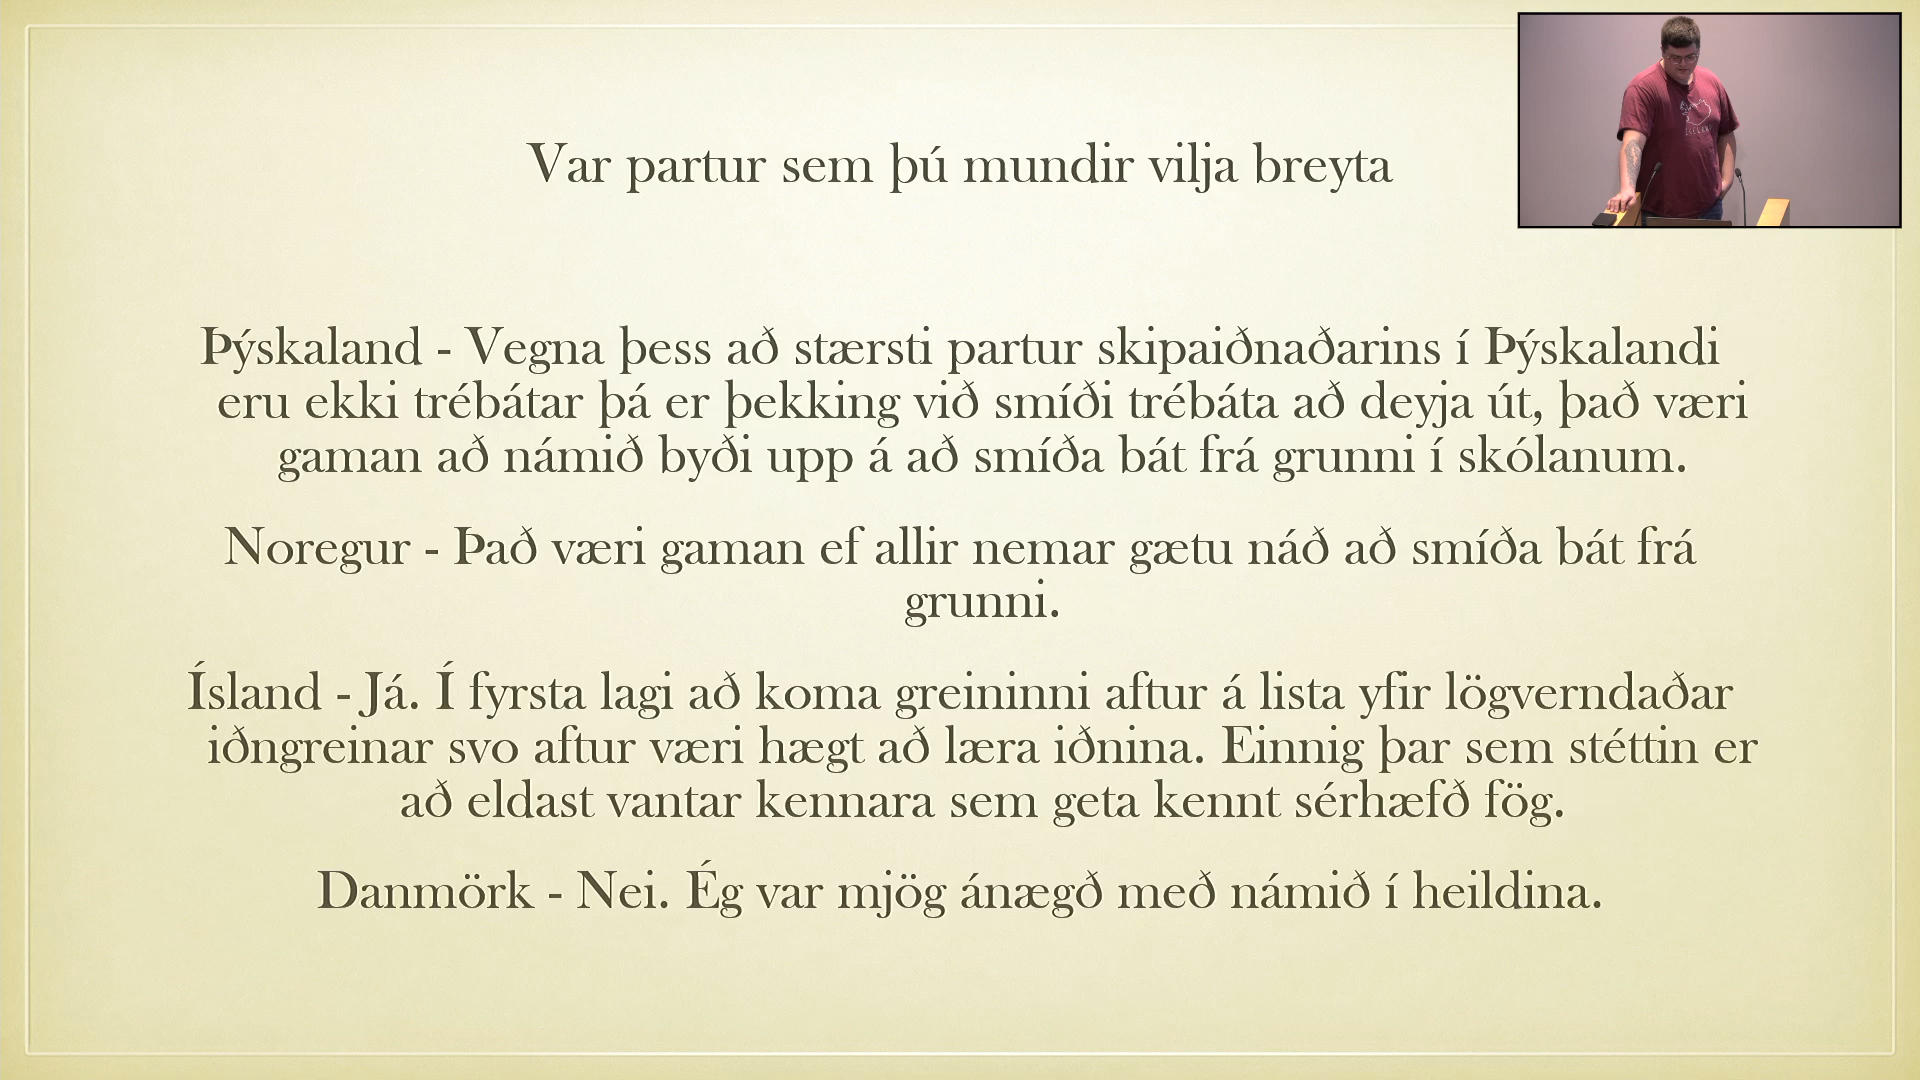 Var partur sem þú mundir vilja breyta
Þýskaland - Vegna þess að stærsti partur skipaiðnaðarins í Þýskalandi
eru ekki trébátar þá er þekking við smíði trébáta að deyja út, það væri
gaman að námið byði upp á að smíða bát frá grunni í skólanum.
Noregur - Það væri gaman ef allir nemar gætu náð að smíða bát frá
grunni.
Ísland - Já. Í fyrsta lagi að koma greininni aftur á lista yfir lögverndaðar
iðngreinar svo aftur væri hægt að læra iðnina. Einnig þar sem stéttin er
að eldast vantar kennara sem geta kennt sérhæfð fög.
Danmörk - Nei. Ég var mjög ánægð með námið í heildina.